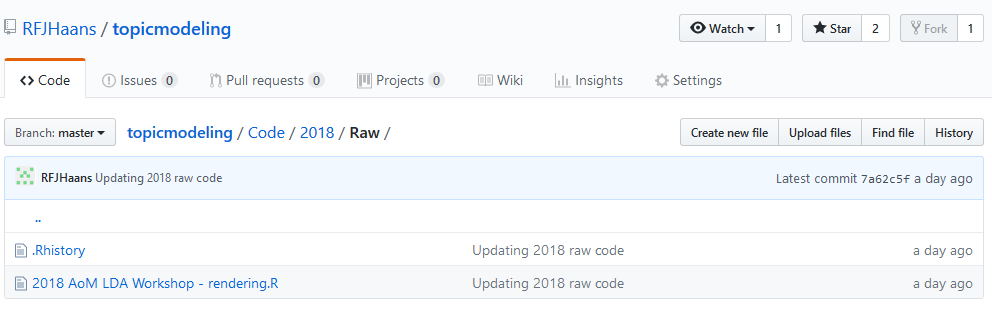 RFJHaans / topicmodeling Watch 1 Star 2 Fork 1
Code Issues 0 Pull requests 0 Projects 0 Wiki Insights Settings
Branch: master topicmodeling / Code / 2018 / Raw / Create new file Upload files Find file History
RFJHaans Updating 2018 raw code Latest commit 7a62c5f a day ago
..
.Rhistory Updating 2018 raw code a day ago
2018 AoM LDA Workshop - rendering.R Updating 2018 raw code a day ago